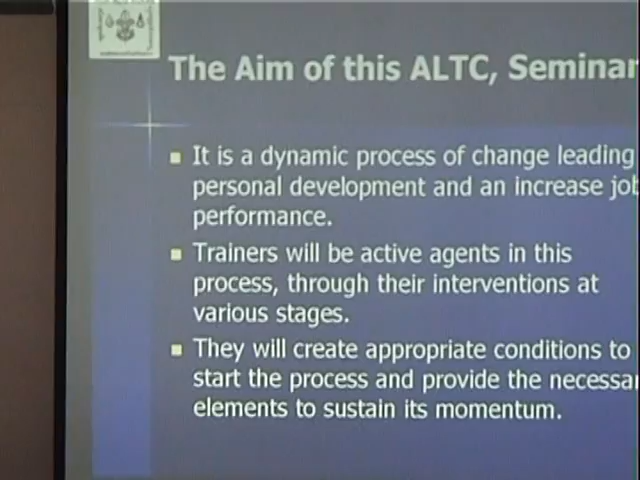 The Aim of this ALTC, Seminar
It is a dynamic process of change leading
personal development and an increase job
performance.
Trainers will be active agents in this
process, through their interventions at
various stages.
They will create appropriate conditions to
start the process and provide the necessa
elements to sustain its momentum.